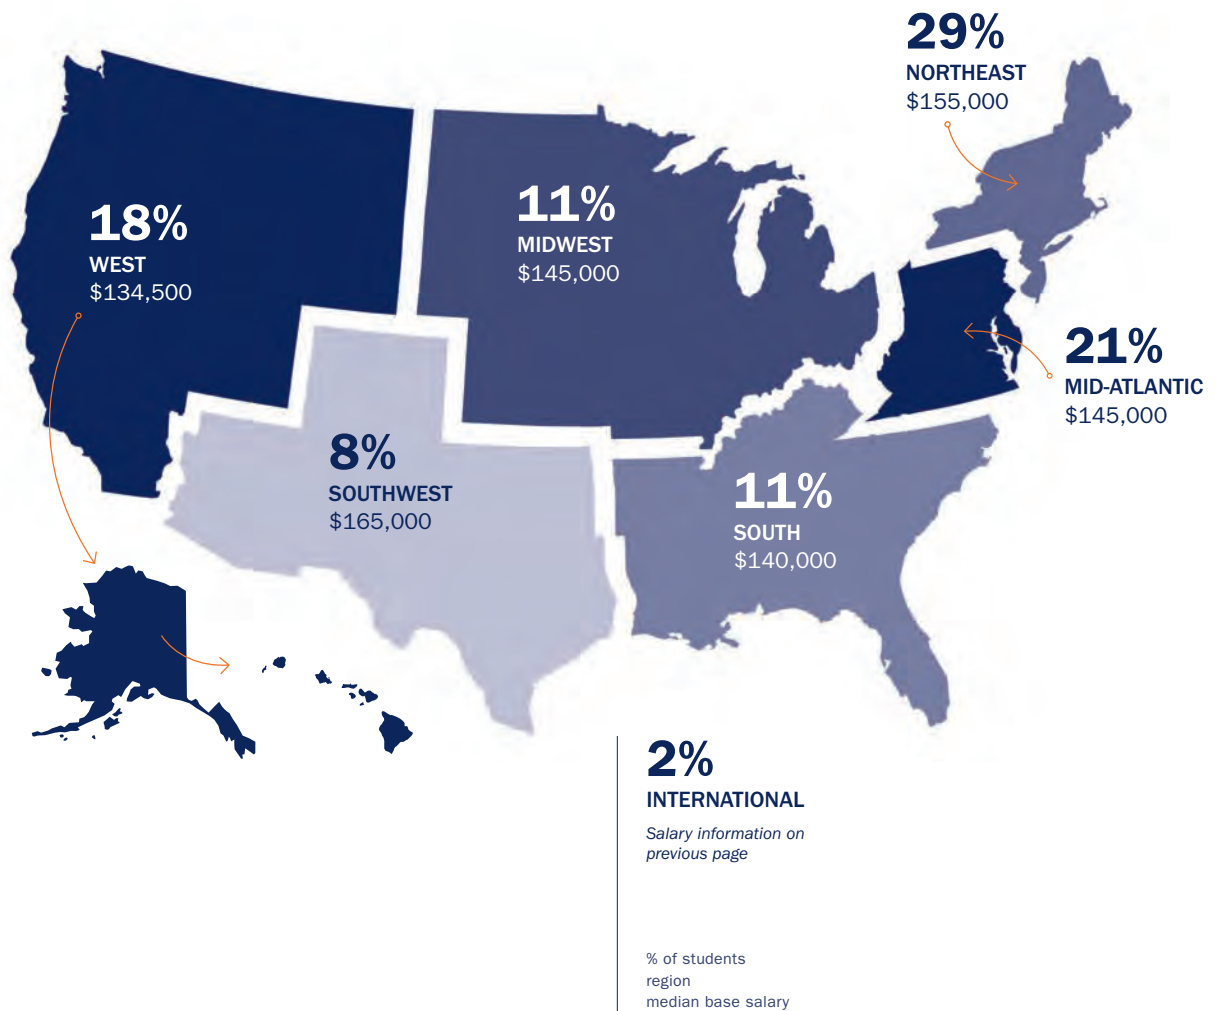 29%
NORTHEAST
$155,000
18%
WEST
$134,500
11%
MIDWEST
$145,000
21%
MID-ATLANTIC
$145,000
8%
SOUTHWEST
$165,000
11%
SOUTH
$140,000
2%
INTERNATIONAL
Salary information on
previous page
% of students
region
median base salary